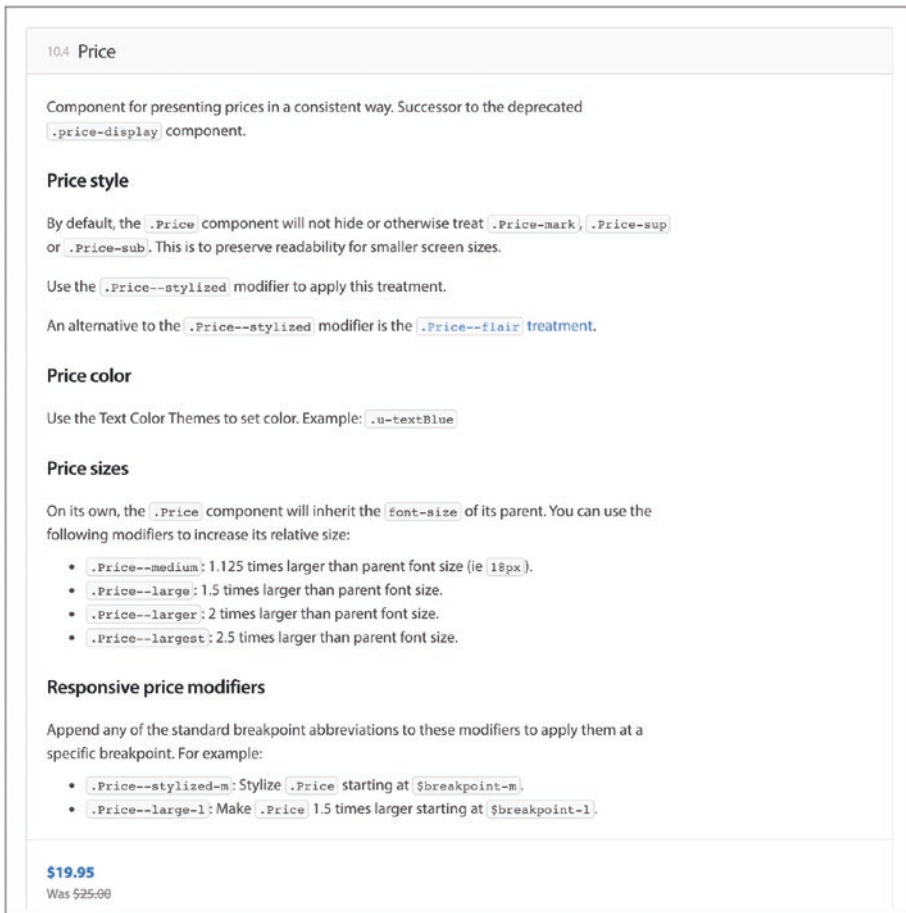 10.4 Price
Component for presenting prices in a consistent way. Successor to the deprecated
.price-display component.
Price style
By default, the .Price component will not hide or otherwise treat .Price-mark, .Price-sup
or .Price-sub. This is to preserve readability for smaller screen sizes.
Use the .Price--stylized modifier to apply this treatment.
An alternative to the .Price--stylized modifier is the .Price--flair treatment.
Price color
Use the Text Color Themes to set color. Example: .u-textBlue
Price sizes
On its own, the .Price component will inherit the font-size of its parent. You can use the
following modifiers to increase its relative size:
• .Price--medium: 1.125 times larger than parent font size (ie 18px).
• .Price--large: 1.5 times larger than parent font size.
• .Price--larger: 2 times larger than parent font size.
• .Price--largest: 2.5 times larger than parent font size.
Responsive price modifiers
Append any of the standard breakpoint abbreviations to these modifiers to apply them at a
specific breakpoint. For example:
• .Price--stylized-m: Stylize .Price starting at $breakpoint-m.
• .Price--large-l: Make .Price 1.5 times larger starting at $breakpoint-l.
$19.95
Was $25.00